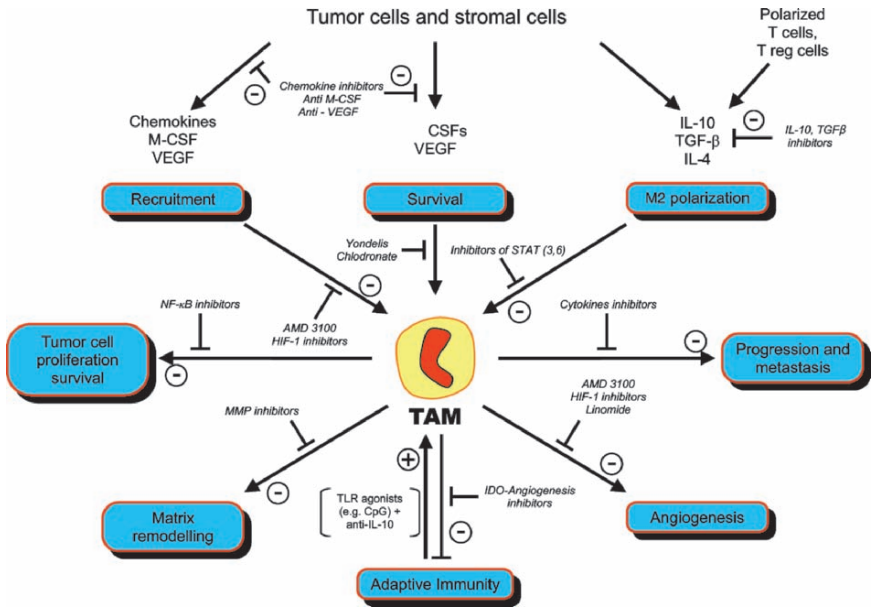 Tumor cells and stromal cells
Polarized
T cells,
T reg cells
Chemokine inhibitors
Anti M-CSF
Anti - VEGF
Chemokines
M-CSF
VEGF
CSFs
VEGF
IL-10
TGF-β
IL-4
IL-10, TGFβ
inhibitors
Recruitment
Survival
M2 polarization
Yondelis
Chlodronate
Inhibitors of STAT (3,6)
NF-κB inhibitors
AMD 3100
HIF-1 inhibitors
Cytokines inhibitors
Tumor cell
proliferation
survival
Progression and
metastasis
TAM
MMP inhibitors
AMD 3100
HIF-1 inhibitors
Linomide
TLR agonists
(e.g. CpG) +
anti-IL-10
IDO-Angiogenesis
inhibitors
Matrix
remodelling
Angiogenesis
Adaptive Immunity